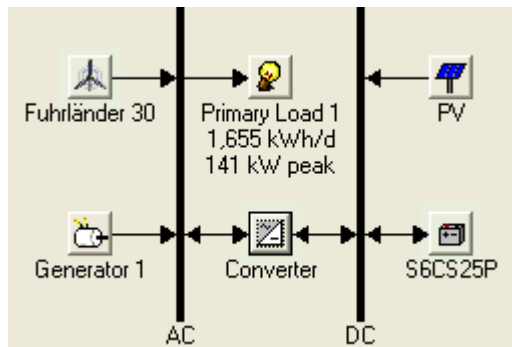 Fuhrländer 30
Primary Load 1
1,655 kWh/d
141 kW peak
PV
Generator 1
Converter
S6CS25P
AC
DC